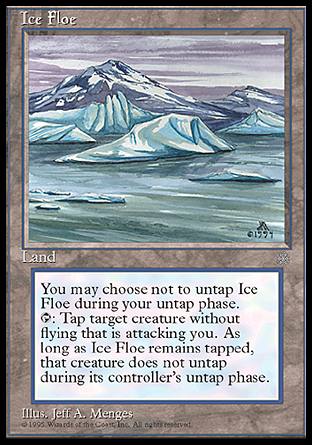 Ice Floe
©1994
Land
You may choose not to untap Ice
Floe during your untap phase.
: Tap target creature without
flying that is attacking you. As
long as Ice Floe remains tapped,
that creature does not untap
during its controller's untap phase.
Illus. Jeff A. Menges
© 1995 Wizards of the Coast, Inc. All rights reserved.